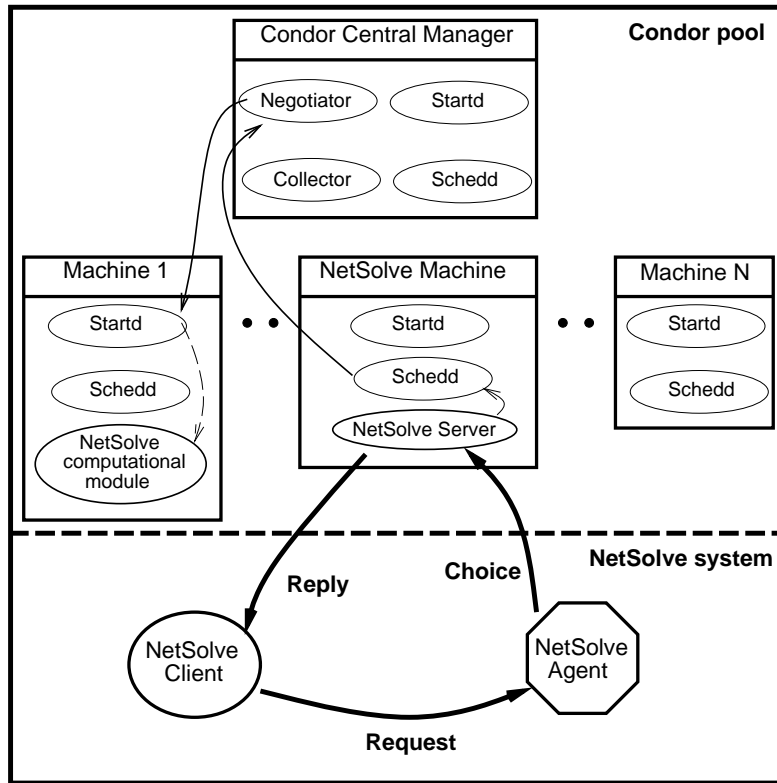 Condor Central Manager
Condor pool
Negotiator
Startd
Collector
Schedd
Machine 1
Startd
Schedd
NetSolve
computational
module
NetSolve Machine
Startd
Schedd
NetSolve Server
Machine N
Startd
Schedd
NetSolve system
Reply
Choice
NetSolve
Client
NetSolve
Agent
Request